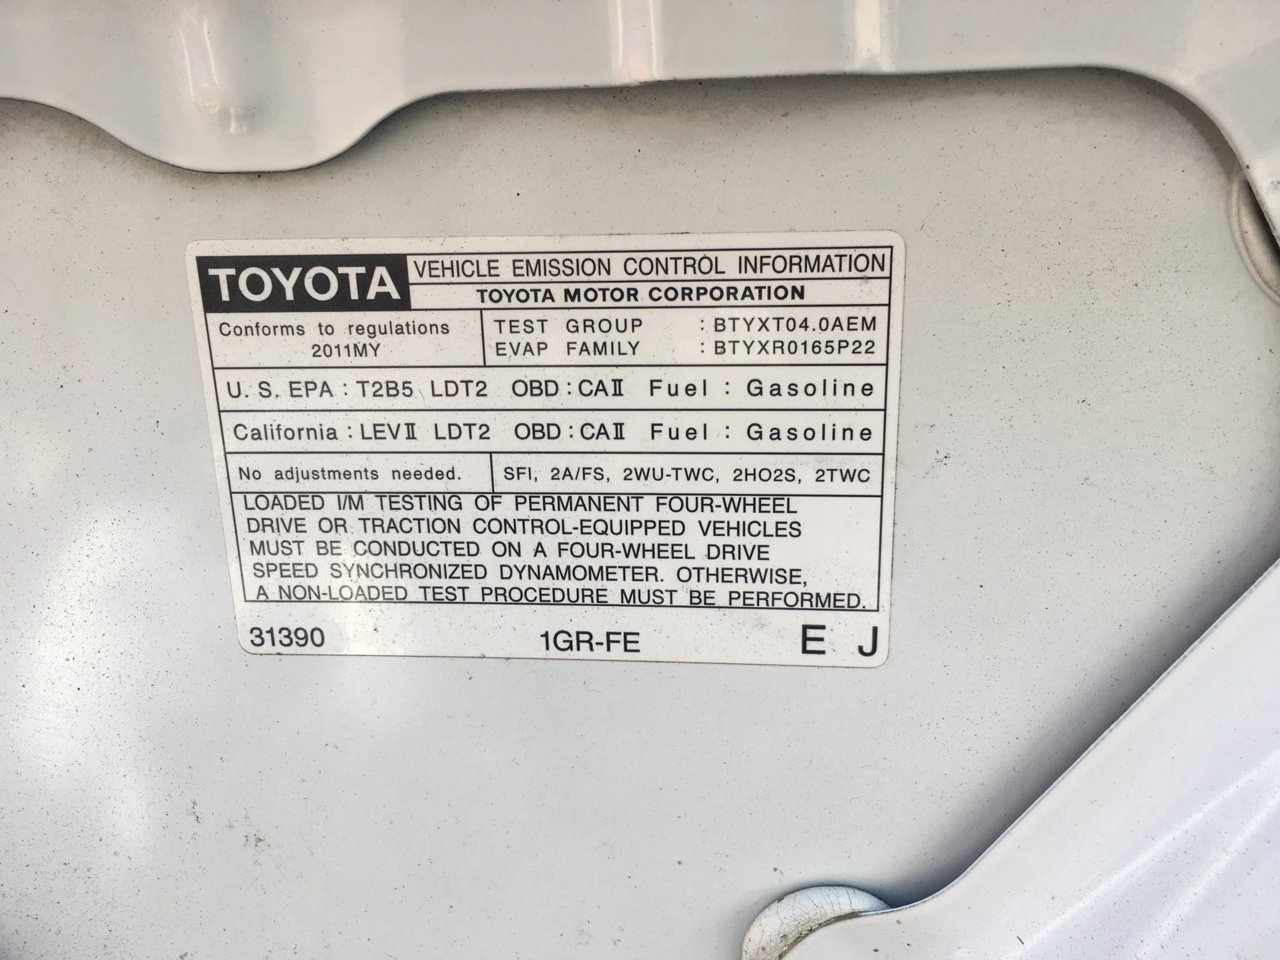 TOYOTA VEHICLE EMISSION CONTROL INFORMATION
TOYOTA MOTOR CORPORATION
Conforms to regulations
2011MY
TEST GROUP : BTYXT04.0AEM
EVAP FAMILY : BTYXR0165P22
U. S. EPA : T2B5 LDT2 OBD : CAⅡ Fuel : Gasoline
California : LEVⅡ LDT2 OBD : CAⅡ Fuel : Gasoline
No adjustments needed. SFI, 2A/FS, 2WU-TWC, 2HO2S, 2TWC
LOADED I/M TESTING OF PERMANENT FOUR-WHEEL
DRIVE OR TRACTION CONTROL-EQUIPPED VEHICLES
MUST BE CONDUCTED ON A FOUR-WHEEL DRIVE
SPEED SYNCHRONIZED DYNAMOMETER. OTHERWISE,
A NON-LOADED TEST PROCEDURE MUST BE PERFORMED.
31390 1GR-FE E J